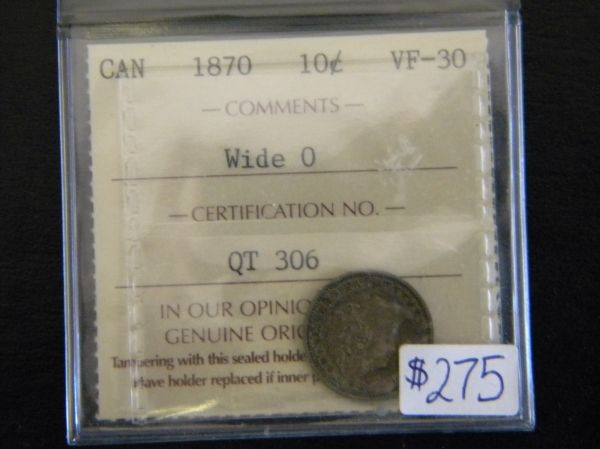 CAN 1870 10¢ VF-30
— COMMENTS —
Wide 0
— CERTIFICATION NO. —
QT 306
IN OUR OPINIO
GENUINE ORIG
Tampering with this sealed holde
Have holder replaced if inner p
$275